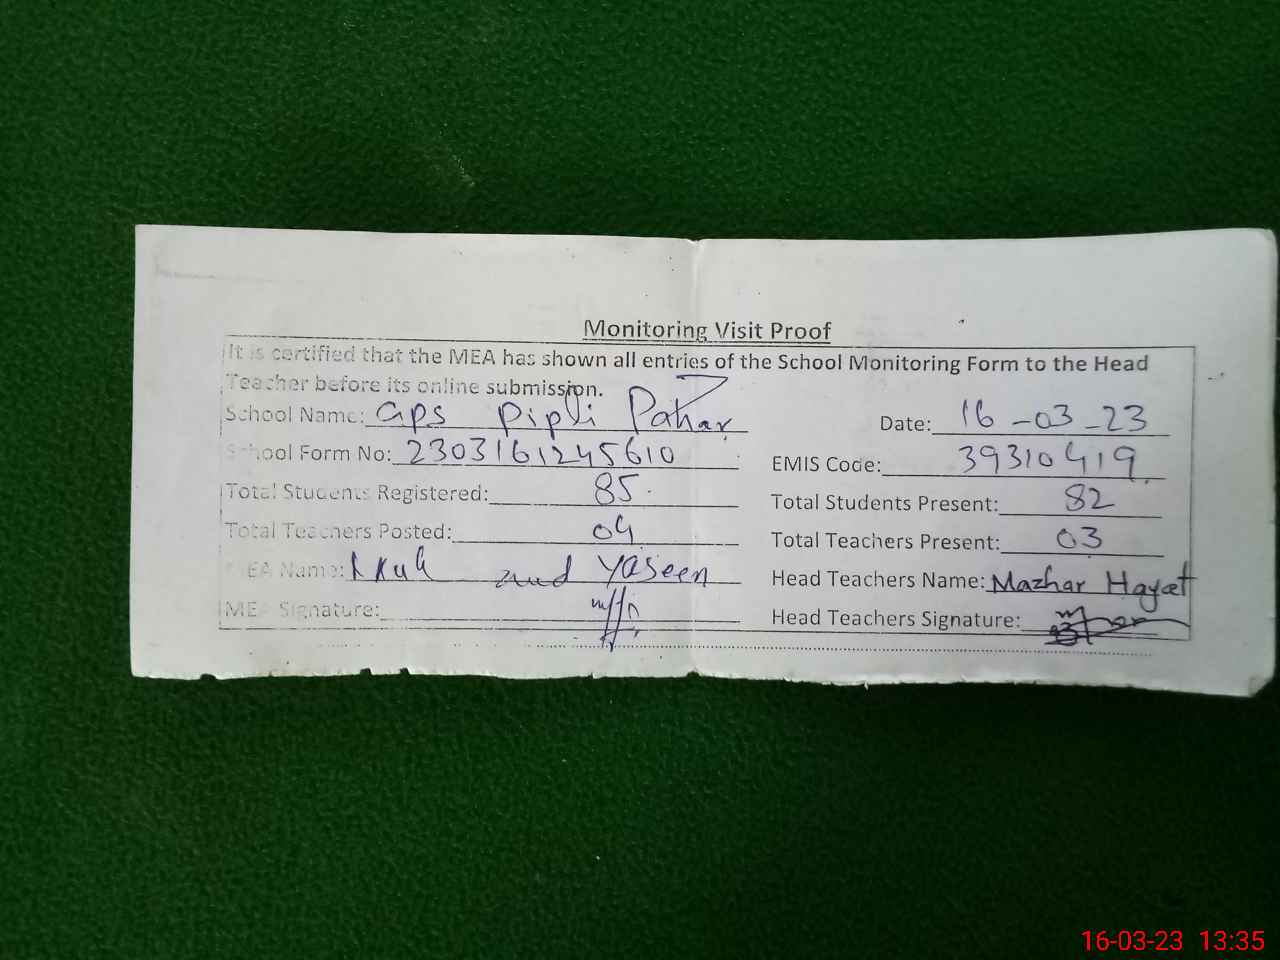 Monitoring Visit Proof
It is certified that the MEA has shown all entries of the School Monitoring Form to the Head
Teacher before its online submission.
School Name: GPS Pipli Pahar Date: 16-03-23
School Form No: 2303161245610 EMIS Code: 39310419
Total Students Registered: 85 Total Students Present: 82
Total Teachers Posted: 04 Total Teachers Present: 03
MEA Name: Yaseen Head Teachers Name: Mazhar Hayat
MEA Signature: Head Teachers Signature:
16-03-23 13:35